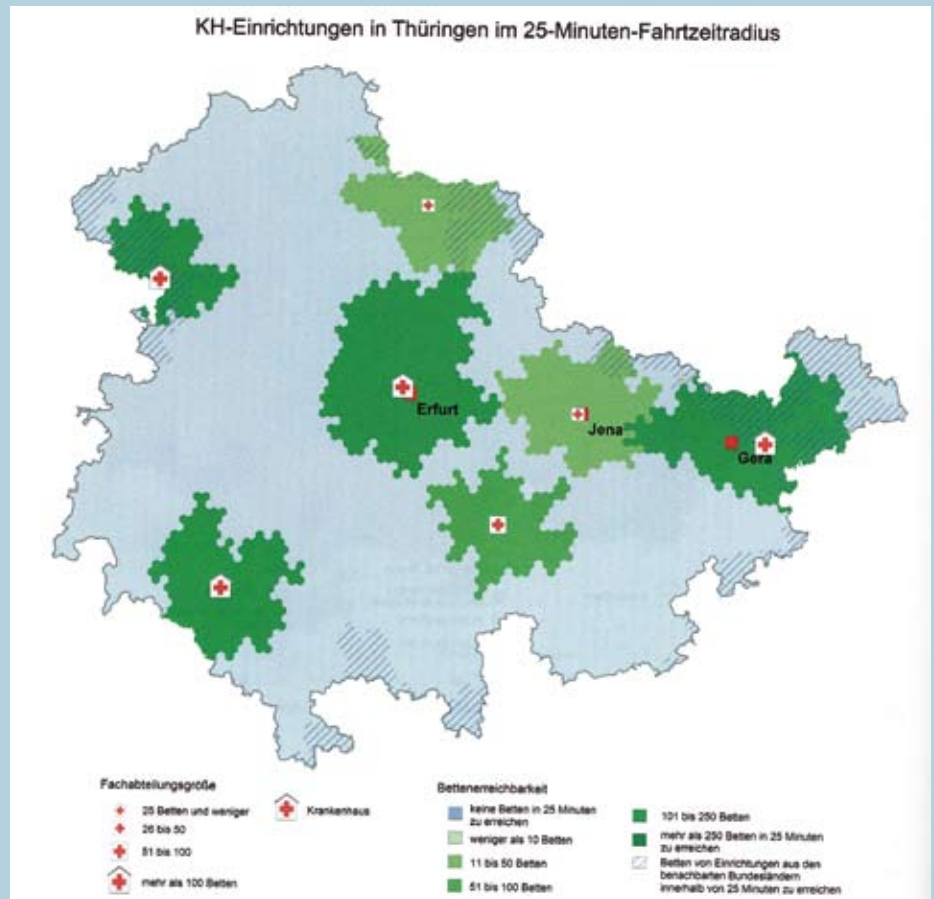 KH-Einrichtungen in Thüringen im 25-Minuten-Fahrtzeitradius
Erfurt
Jena
Gera
Fachabteilungsgröße
25 Betten und weniger
26 bis 50
51 bis 100
mehr als 100 Betten
Krankenhaus
Bettenerreichbarkeit
keine Betten in 25 Minuten
zu erreichen
weniger als 10 Betten
11 bis 50 Betten
51 bis 100 Betten
101 bis 250 Betten
mehr als 250 Betten in 25 Minuten
zu erreichen
Betten von Einrichtungen aus den
benachbarten Bundesländern
innerhalb von 25 Minuten zu erreichen